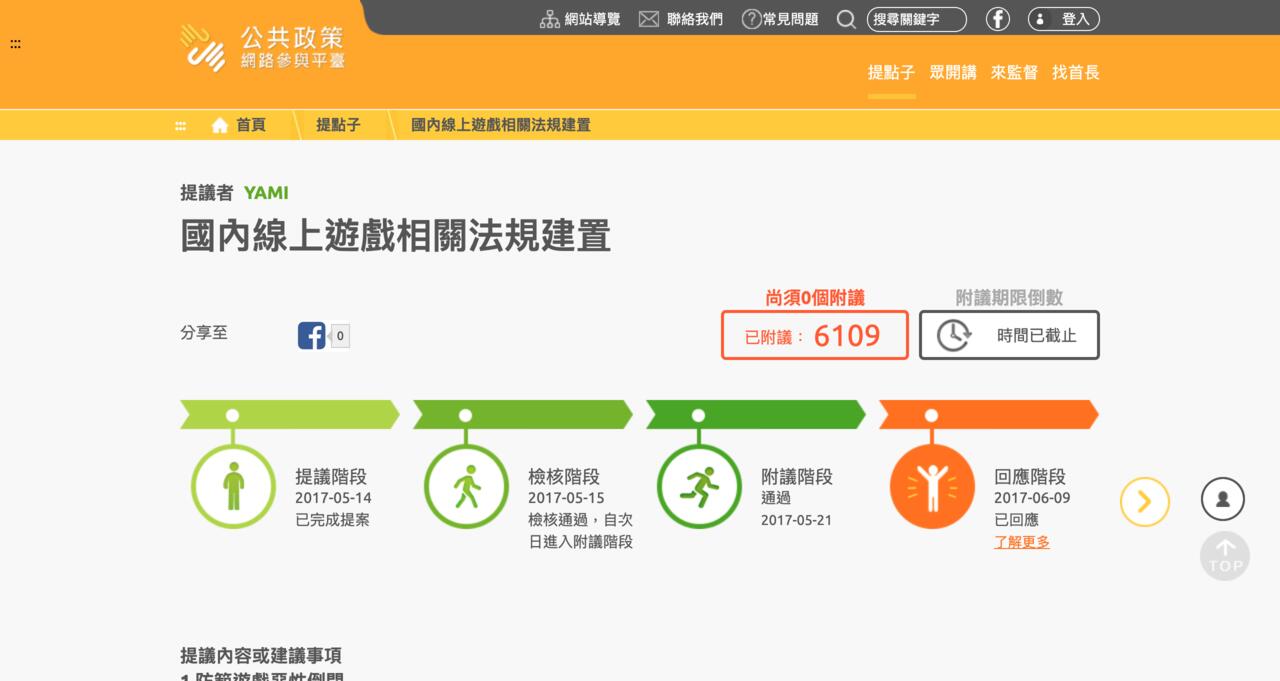 網站導覽
聯絡我們
常見問題
搜尋關鍵字
登入
公共政策
網路參與平臺
提點子
眾開講
來監督
找首長
首頁
提點子
國內線上遊戲相關法規建置
提議者 YAMI
國內線上遊戲相關法規建置
尚須0個附議
附議期限倒數
分享至
0
已附議： 6109
時間已截止
提議階段
2017-05-14
已完成提案
檢核階段
2017-05-15
檢核通過，自次
日進入附議階段
附議階段
通過
2017-05-21
回應階段
2017-06-09
已回應
了解更多
TOP
提議內容或建議事項
1.防範遊戲惡性倒閉